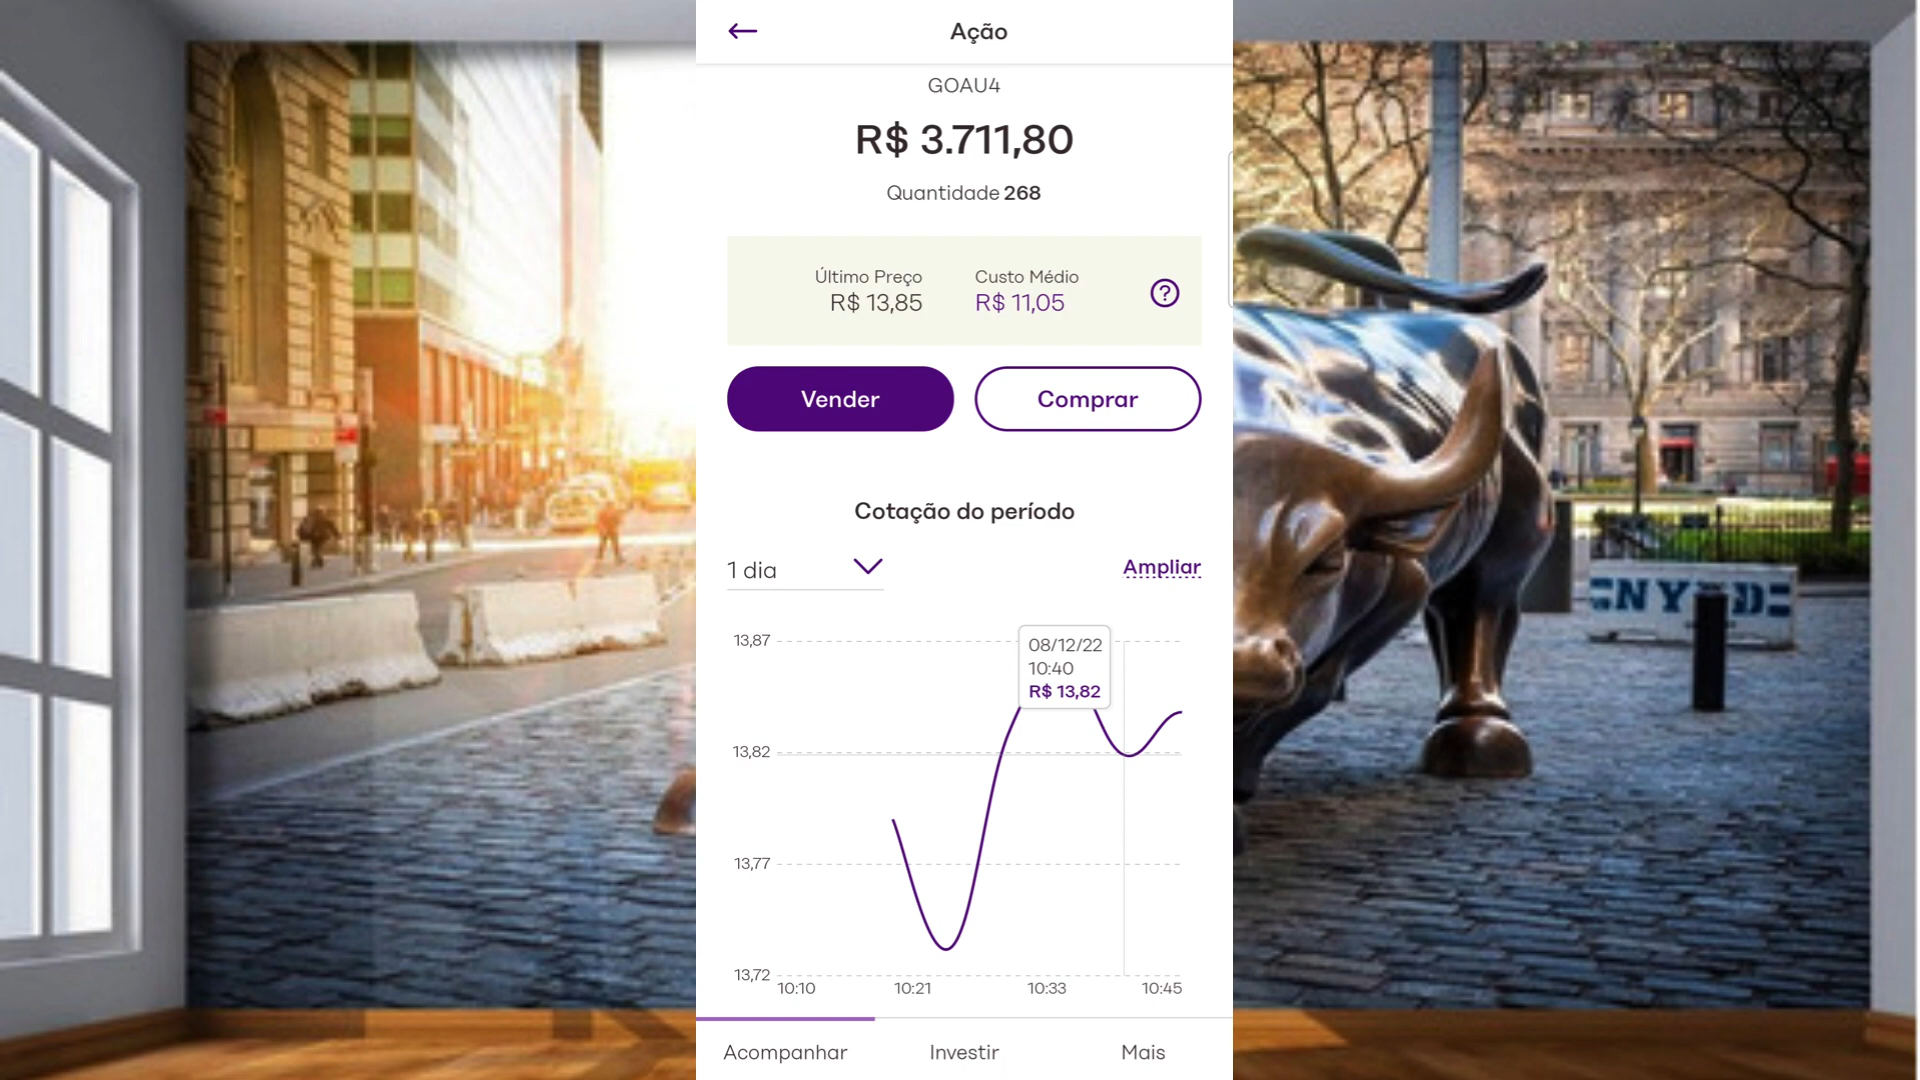 Ação
GOAU4
R$ 3.711,80
Quantidade 268
Último Preço
R$ 13,85
Custo Médio
R$ 11,05
?
Vender
Comprar
Cotação do período
1 dia
Ampliar
08/12/22
10:40
R$ 13,82
13,87
13,82
13,77
13,72
10:10
10:21
10:33
10:45
Acompanhar
Investir
Mais